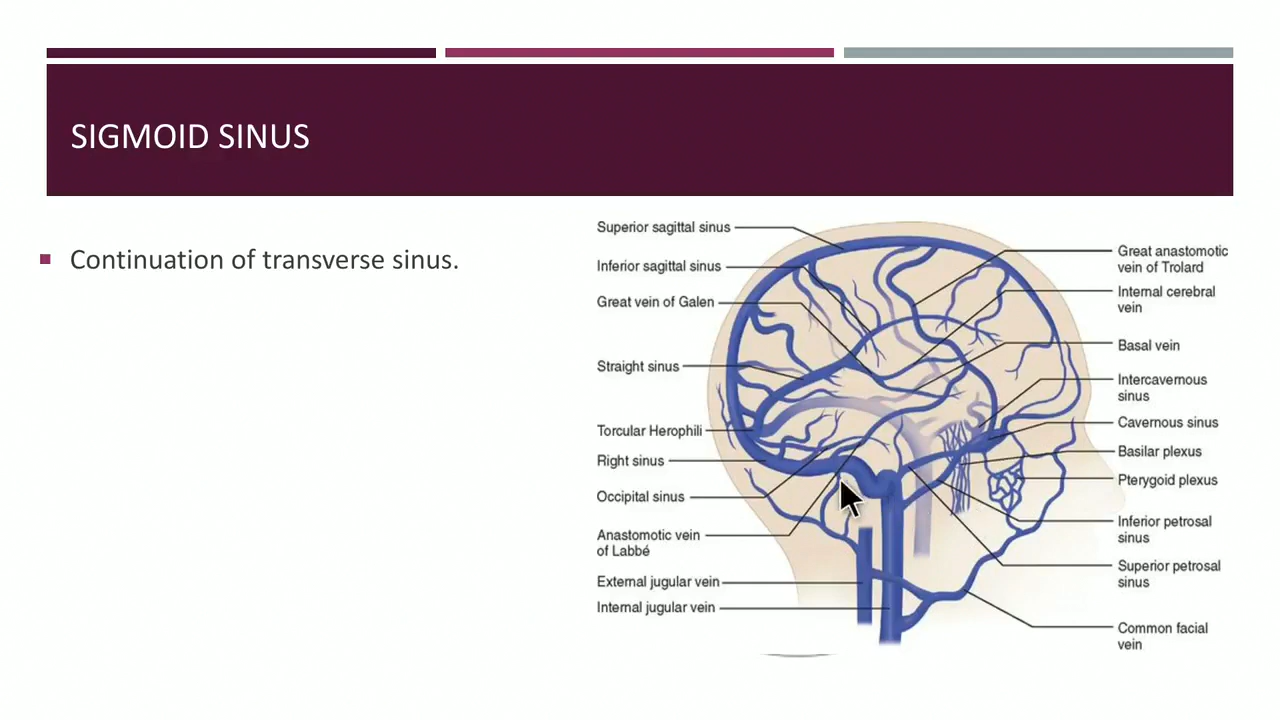 SIGMOID SINUS
Continuation of transverse sinus.
Superior sagittal sinus
Inferior sagittal sinus
Great vein of Galen
Straight sinus
Torcular Herophili
Right sinus
Occipital sinus
Anastomotic vein
of Labbé
External jugular vein
Internal jugular vein
Great anastomotic
vein of Trolard
Internal cerebral
vein
Basal vein
Intercavernous
sinus
Cavernous sinus
Basilar plexus
Pterygoid plexus
Inferior petrosal
sinus
Superior petrosal
sinus
Common facial
vein